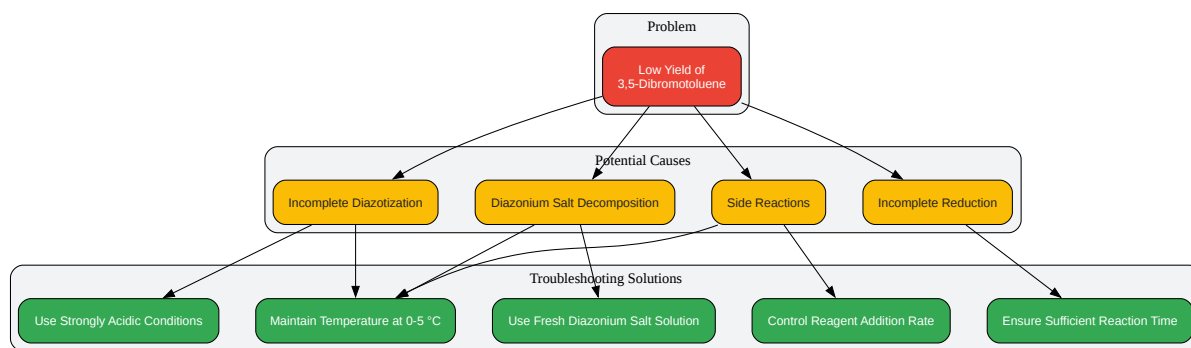 Problem
Low Yield of
3,5-Dibromotoluene
Potential Causes
Incomplete Diazotization
Diazonium Salt Decomposition
Side Reactions
Incomplete Reduction
Troubleshooting Solutions
Use Strongly Acidic Conditions
Maintain Temperature at 0-5 °C
Use Fresh Diazonium Salt Solution
Control Reagent Addition Rate
Ensure Sufficient Reaction Time